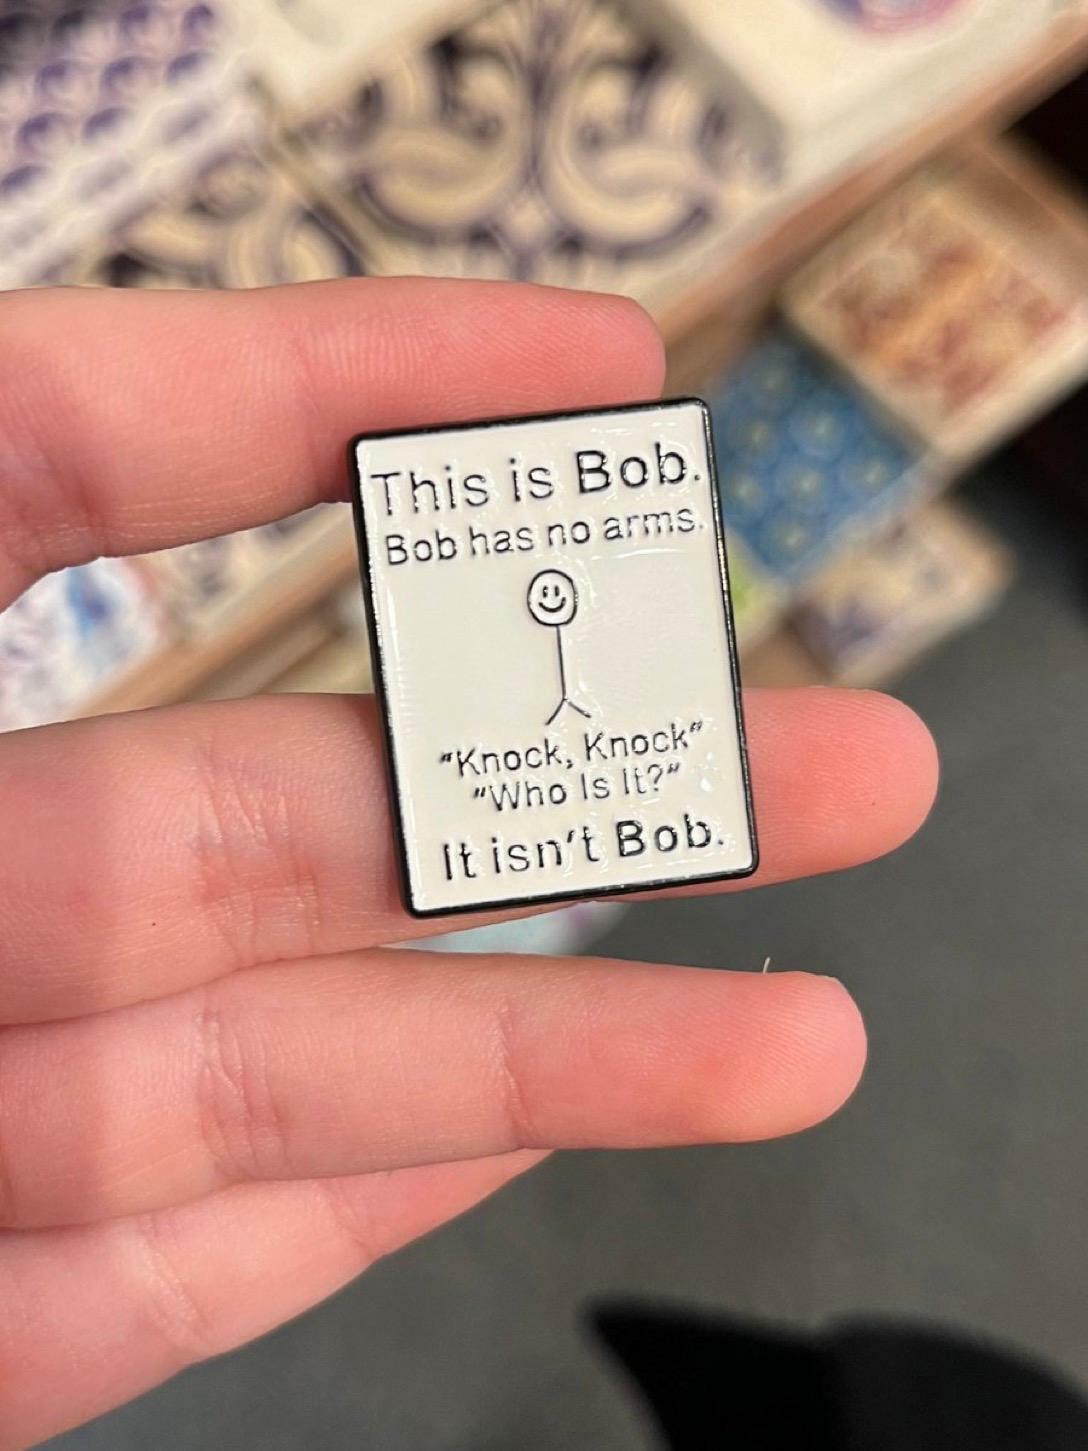 This is Bob.
Bob has no arms.
"Knock, Knock"
"Who Is It?"
It isn't Bob.